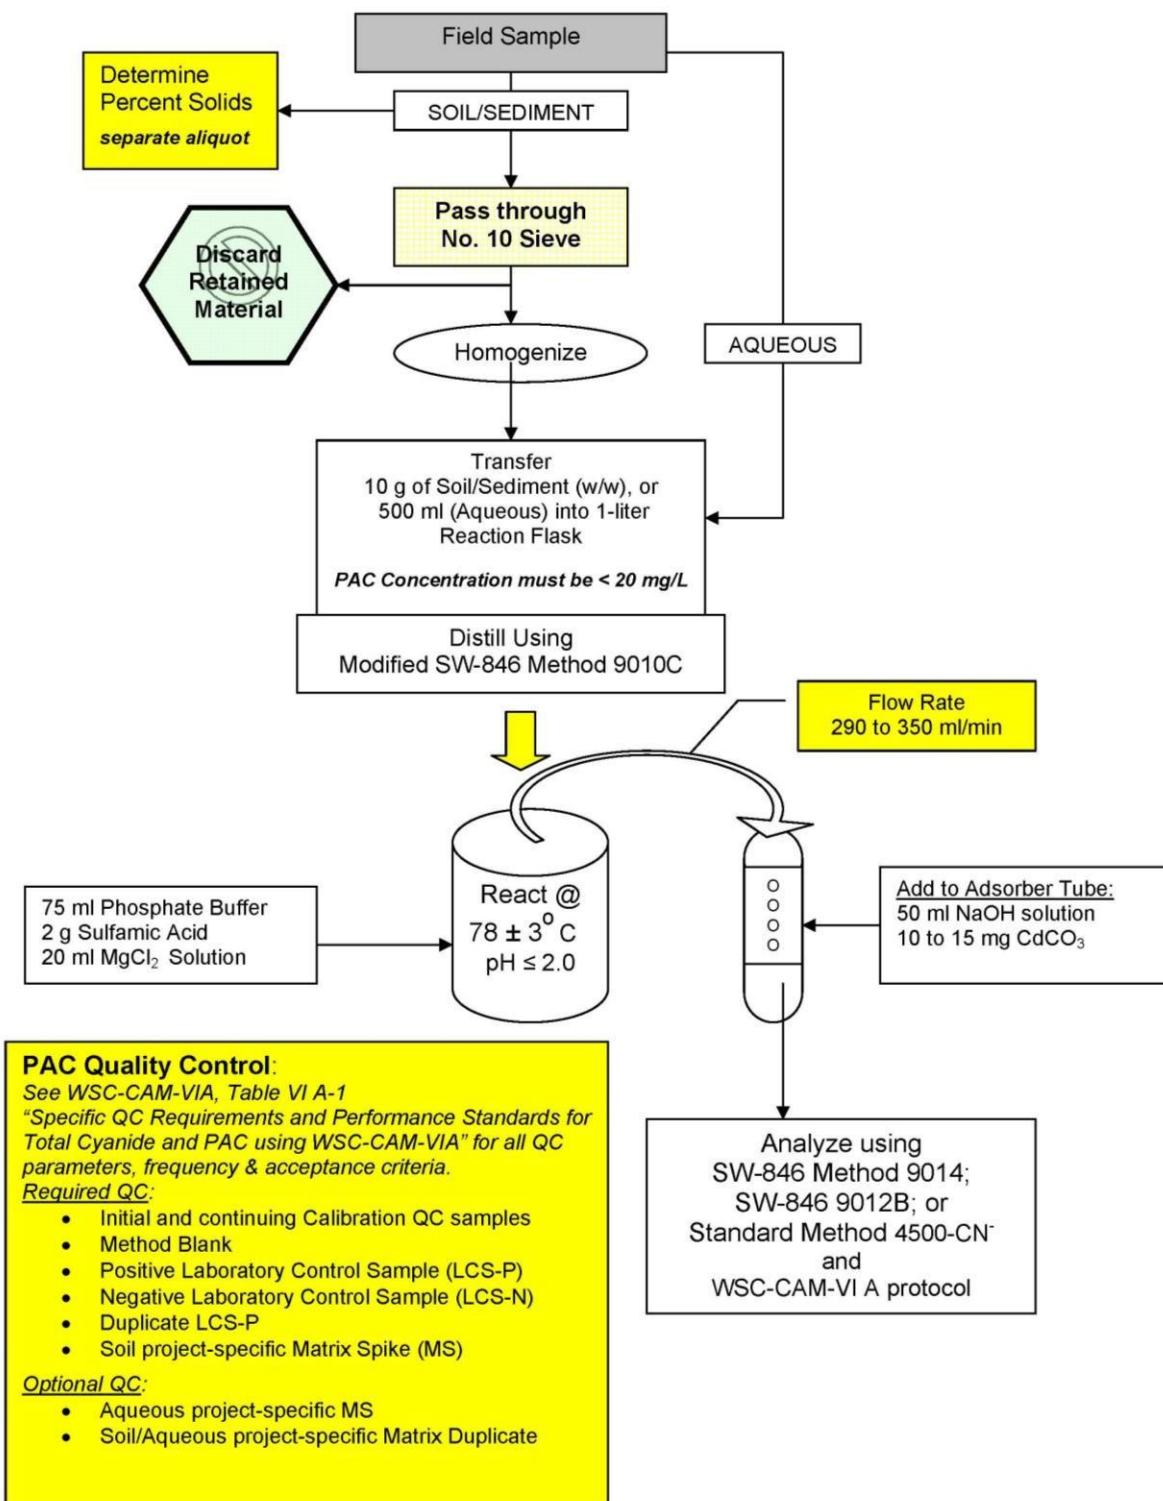 Field Sample
Determine
Percent Solids
separate aliquot
SOIL/SEDIMENT
Pass through
No. 10 Sieve
Discard
Retained
Material
Homogenize
AQUEOUS
Transfer
10 g of Soil/Sediment (w/w), or
500 ml (Aqueous) into 1-liter
Reaction Flask
PAC Concentration must be < 20 mg/L
Distill Using
Modified SW-846 Method 9010C
Flow Rate
290 to 350 ml/min
75 ml Phosphate Buffer
2 g Sulfamic Acid
20 ml MgCl₂ Solution
React @
78 ± 3° C
pH ≤ 2.0
O
O
O
O
Add to Adsorber Tube:
50 ml NaOH solution
10 to 15 mg CdCO₃
PAC Quality Control:
See WSC-CAM-VIA, Table VI A-1
“Specific QC Requirements and Performance Standards for
Total Cyanide and PAC using WSC-CAM-VIA” for all QC
parameters, frequency & acceptance criteria.
Required QC:
• Initial and continuing Calibration QC samples
• Method Blank
• Positive Laboratory Control Sample (LCS-P)
• Negative Laboratory Control Sample (LCS-N)
• Duplicate LCS-P
• Soil project-specific Matrix Spike (MS)
Optional QC:
• Aqueous project-specific MS
• Soil/Aqueous project-specific Matrix Duplicate
Analyze using
SW-846 Method 9014;
SW-846 9012B; or
Standard Method 4500-CN⁻
and
WSC-CAM-VI A protocol